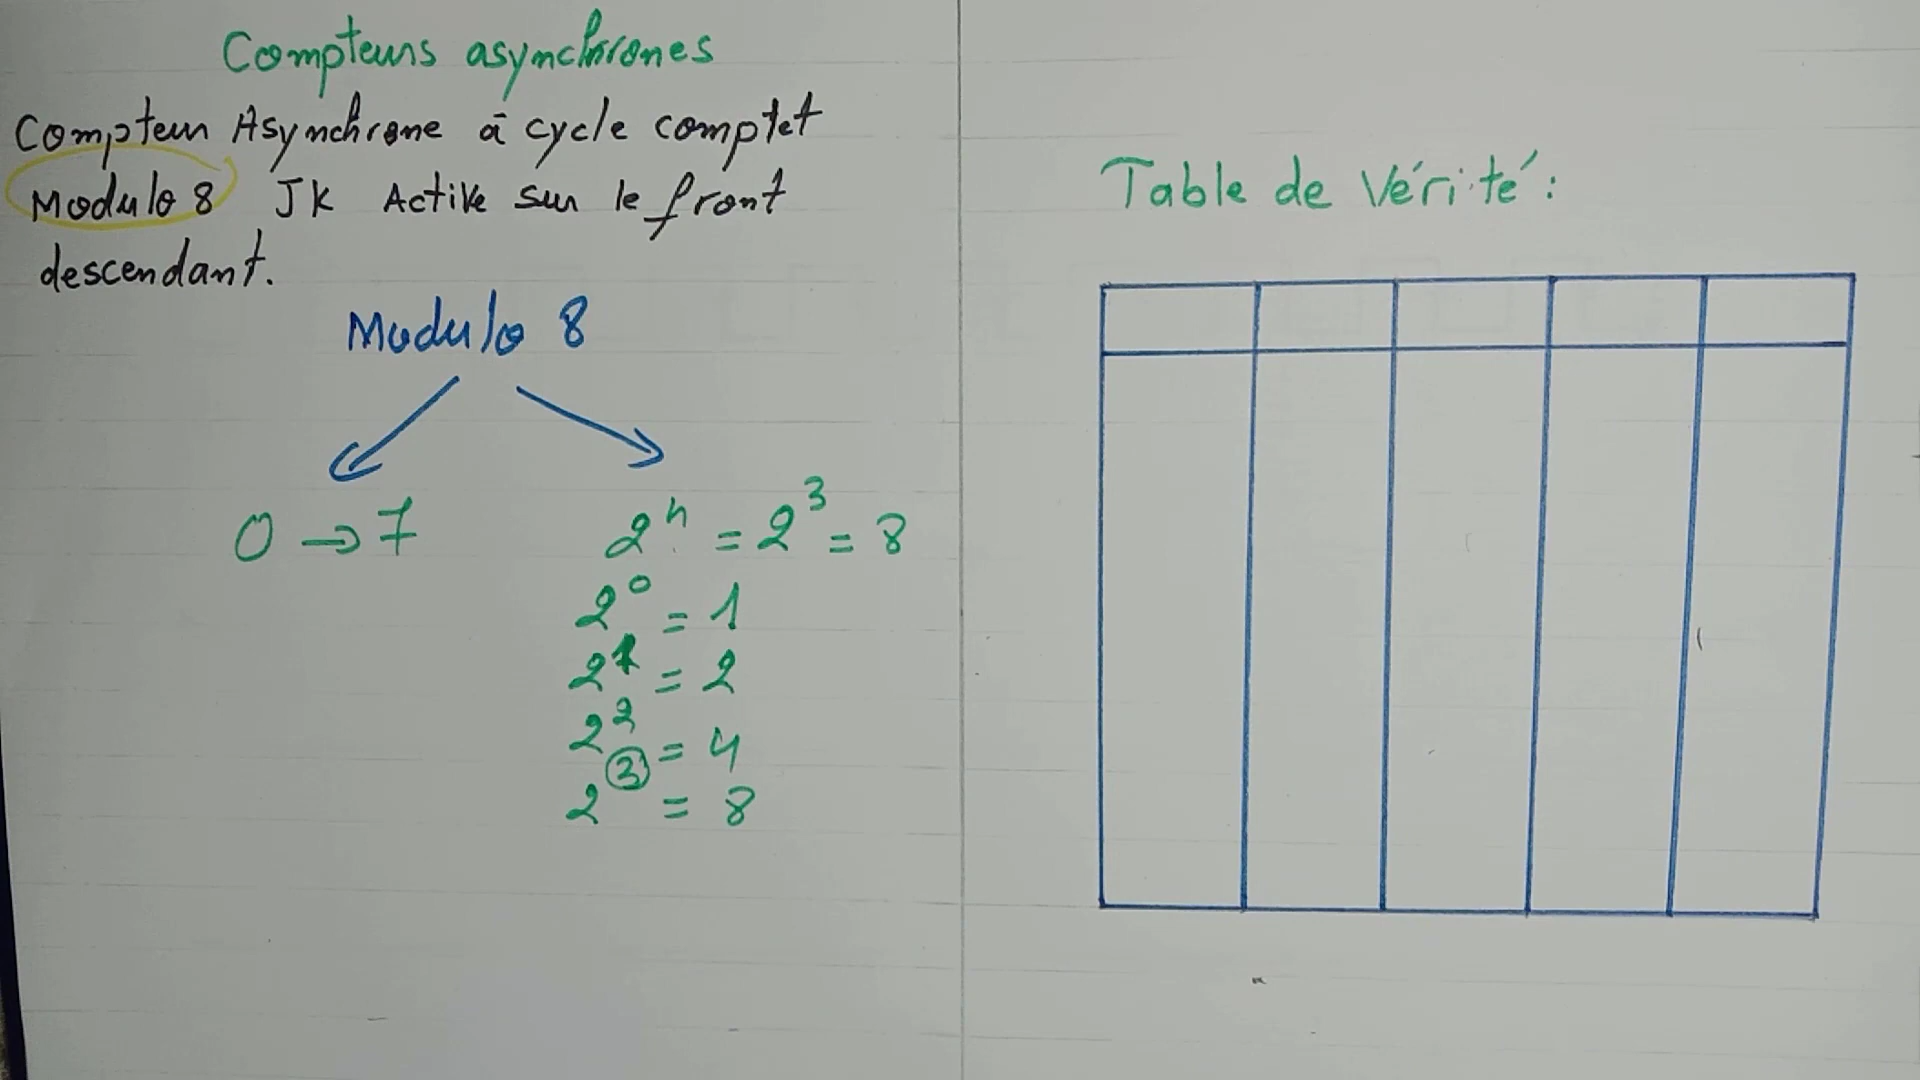 Compteurs asynchrones
Compteur Asynchrone à cycle complet
Modulo 8 JK Active sur le front
descendant.
Modulo 8
0 → 7
2ⁿ = 2³ = 8
2⁰ = 1
2¹ = 2
2² = 4
2³ = 8
Table de Vérité :